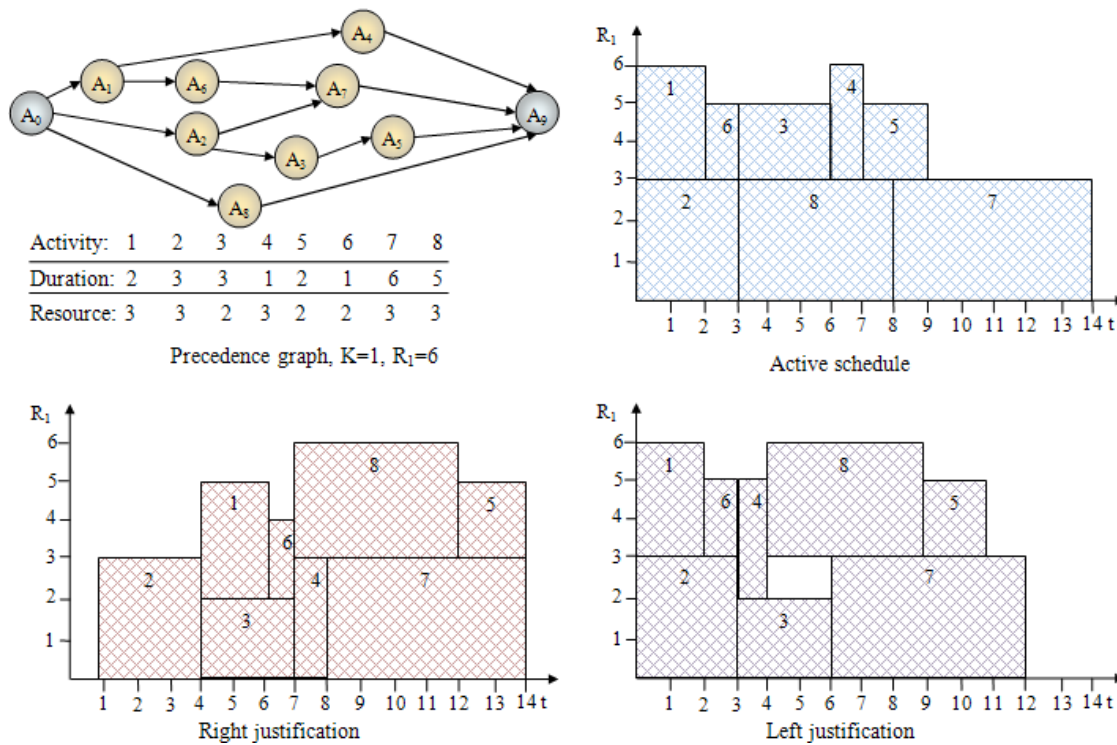 A4
A1
A6
A7
A0
A9
A2
A3
A5
A8
Activity: 1 2 3 4 5 6 7 8
Duration: 2 3 3 1 2 1 6 5
Resource: 3 3 2 3 2 2 3 3
Precedence graph, K=1, R1=6
R1
6
5
4
3
2
1
1
6
3
4
5
2
8
7
1 2 3 4 5 6 7 8 9 10 11 12 13 14 t
Active schedule
R1
6
5
4
3
2
1
8
1
5
6
2
3
4
7
1 2 3 4 5 6 7 8 9 10 11 12 13 14 t
Right justification
R1
6
5
4
3
2
1
1
6
4
8
5
2
3
7
1 2 3 4 5 6 7 8 9 10 11 12 13 14 t
Left justification